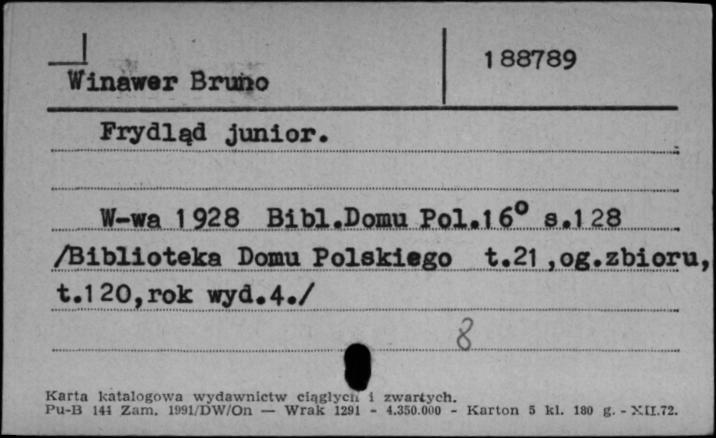 188789
Winawer Bruno
Frydląd junior.
W-wa 1928 Bibl.Domu Pol.16° s.128
/Biblioteka Domu Polskiego t.21,og.zbioru,
t.120,rok wyd.4./
8
Karta katalogowa wydawnictw ciągłych i zwartych.
Pu-B 144 Zam. 1991/DW/On — Wrak 1291 - 4.350.000 - Karton 5 kl. 180 g. - XII.72.